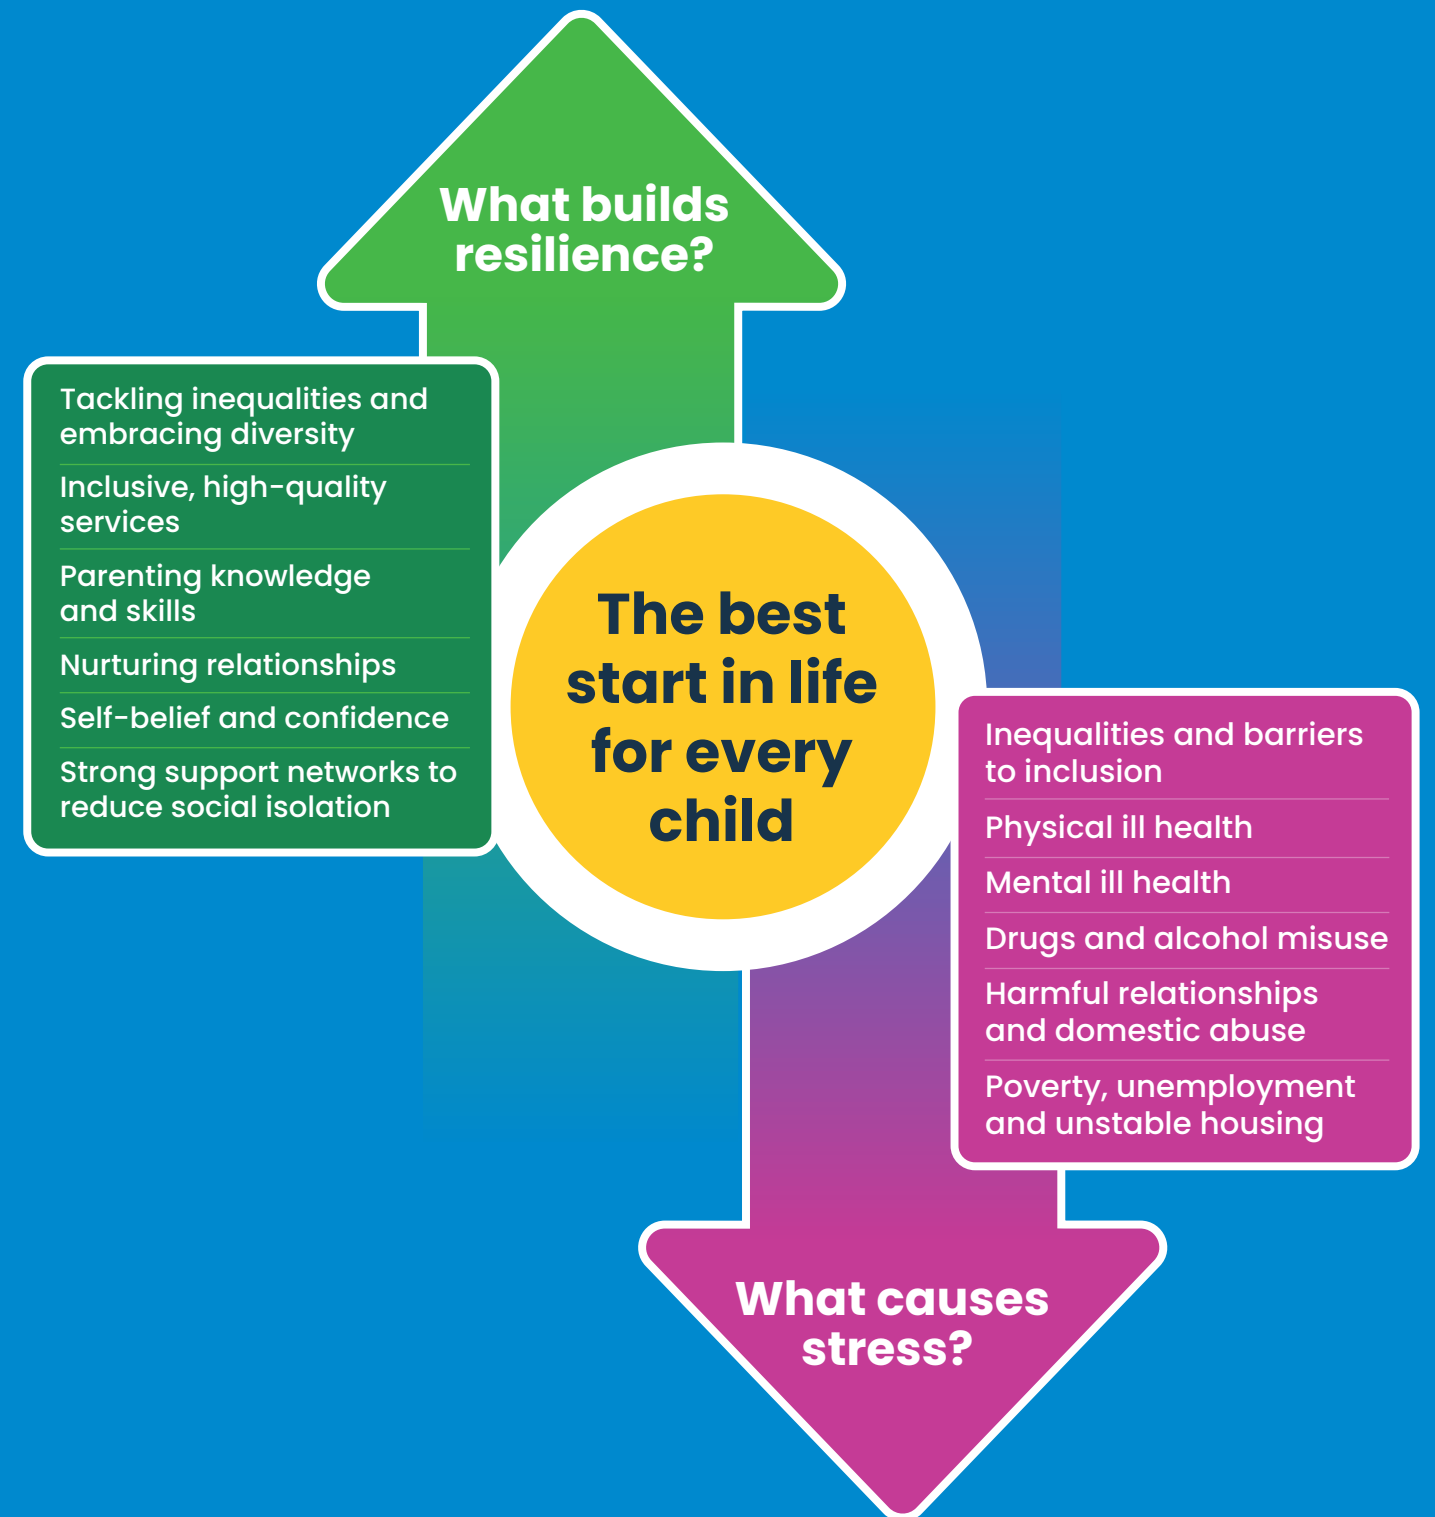 What builds
resilience?
Tackling inequalities and
embracing diversity
Inclusive, high-quality
services
Parenting knowledge
and skills
Nurturing relationships
Self-belief and confidence
Strong support networks to
reduce social isolation
The best
start in life
for every
child
Inequalities and barriers
to inclusion
Physical ill health
Mental ill health
Drugs and alcohol misuse
Harmful relationships
and domestic abuse
Poverty, unemployment
and unstable housing
What causes
stress?